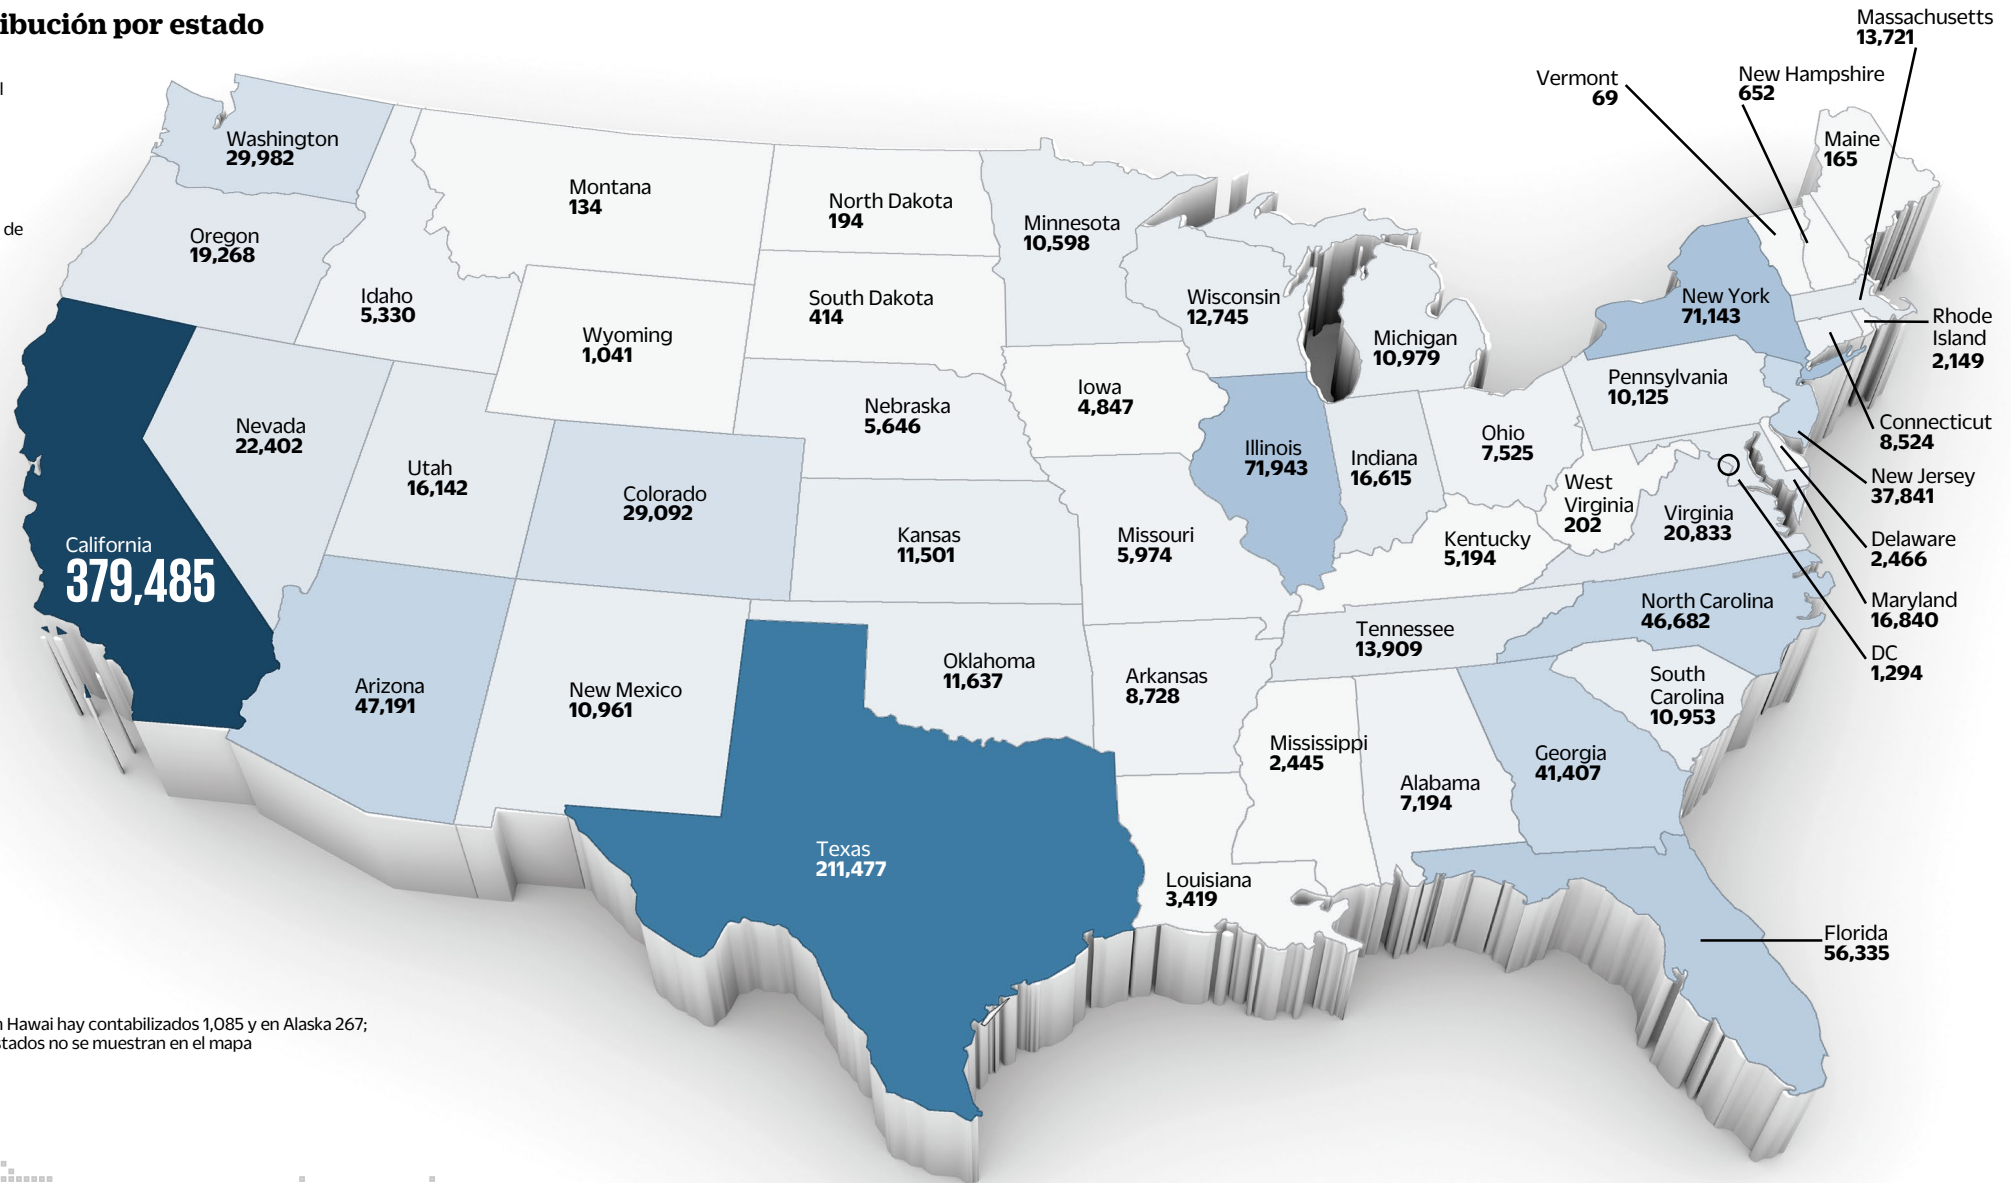 ibución por estado
l
de
Massachusetts
13,721
Vermont
69
New Hampshire
652
Maine
165
Washington
29,982
Montana
134
North Dakota
194
Minnesota
10,598
Oregon
19,268
Idaho
5,330
Wyoming
1,041
South Dakota
414
Wisconsin
12,745
Michigan
10,979
New York
71,143
Rhode
Island
2,149
Pennsylvania
10,125
Connecticut
8,524
Iowa
4,847
Nebraska
5,646
Nevada
22,402
Utah
16,142
Colorado
29,092
Illinois
71,943
Indiana
16,615
Ohio
7,525
New Jersey
37,841
West
Virginia
202
Virginia
20,833
Delaware
2,466
California
379,485
Kansas
11,501
Missouri
5,974
Kentucky
5,194
Maryland
16,840
North Carolina
46,682
Tennessee
13,909
DC
1,294
Arizona
47,191
New Mexico
10,961
Oklahoma
11,637
Arkansas
8,728
South
Carolina
10,953
Mississippi
2,445
Alabama
7,194
Georgia
41,407
Texas
211,477
Louisiana
3,419
Florida
56,335
n Hawai hay contabilizados 1,085 y en Alaska 267;
stados no se muestran en el mapa